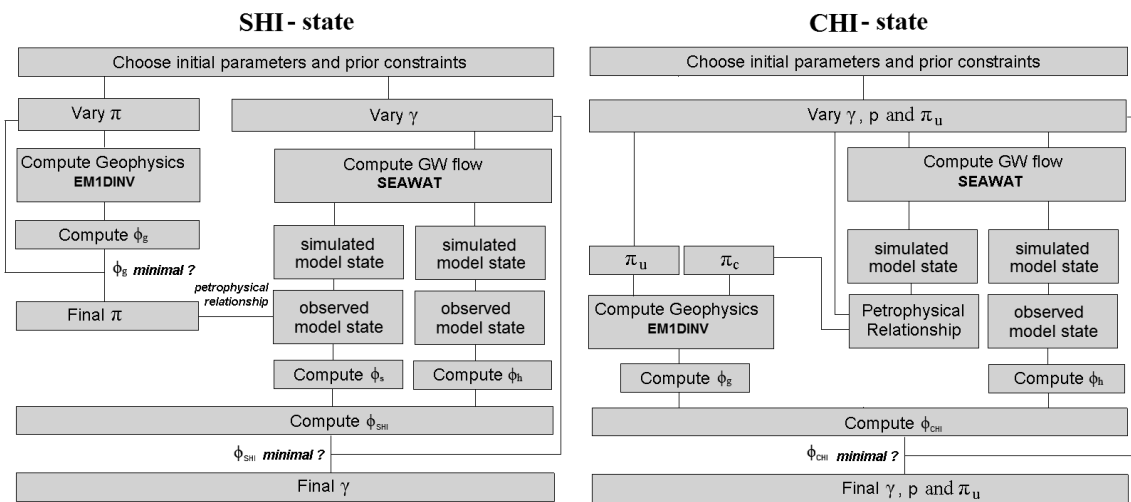 SHI - state
Choose initial parameters and prior constraints
Vary π
Vary γ
Compute Geophysics
EM1DINV
Compute GW flow
SEAWAT
Compute ϕg
simulated
model state
simulated
model state
ϕg minimal ?
petrophysical
relationship
Final π
observed
model state
observed
model state
Compute ϕs
Compute ϕh
Compute ϕSHI
ϕSHI minimal ?
Final γ
CHI - state
Choose initial parameters and prior constraints
Vary γ , p and πu
Compute GW flow
SEAWAT
πu
πc
simulated
model state
simulated
model state
Compute Geophysics
EM1DINV
Petrophysical
Relationship
observed
model state
Compute ϕg
Compute ϕh
Compute ϕCHI
ϕCHI minimal ?
Final γ, p and πu